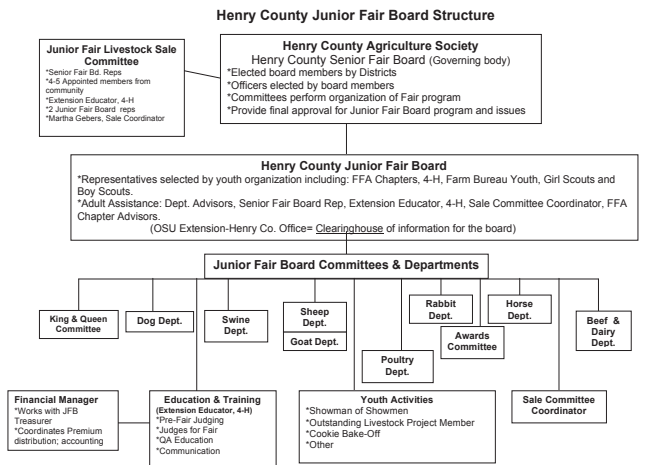 Henry County Junior Fair Board Structure
Junior Fair Livestock Sale
Committee
*Senior Fair Bd. Reps
*4-5 Appointed members from
community
*Extension Educator, 4-H
*2 Junior Fair Board reps
*Martha Gebers, Sale Coordinator
Henry County Agriculture Society
Henry County Senior Fair Board (Governing body)
*Elected board members by Districts
*Officers elected by board members
*Committees perform organization of Fair program
*Provide final approval for Junior Fair Board program and issues
Henry County Junior Fair Board
*Representatives selected by youth organization including: FFA Chapters, 4-H, Farm Bureau Youth, Girl Scouts and
Boy Scouts.
*Adult Assistance: Dept. Advisors, Senior Fair Board Rep, Extension Educator, 4-H, Sale Committee Coordinator, FFA
Chapter Advisors.
(OSU Extension-Henry Co. Office= Clearinghouse of information for the board)
Junior Fair Board Committees & Departments
King & Queen
Committee
Dog Dept.
Swine
Dept.
Sheep
Dept.
Goat Dept.
Poultry
Dept.
Rabbit
Dept.
Awards
Committee
Horse
Dept.
Beef &
Dairy
Dept.
Financial Manager
*Works with JFB
Treasurer
*Coordinates Premium
distribution; accounting
Education & Training
(Extension Educator, 4-H)
*Pre-Fair Judging
*Judges for Fair
*QA Education
*Communication
Youth Activities
*Showman of Showmen
*Outstanding Livestock Project Member
*Cookie Bake-Off
*Other
Sale Committee
Coordinator